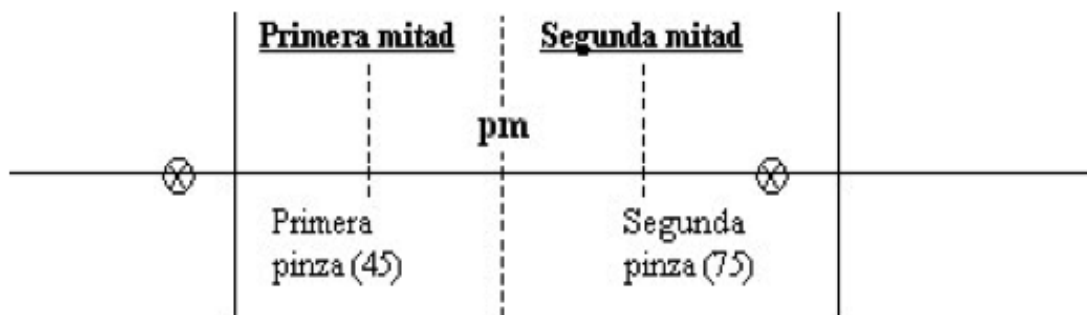 Primera mitad
Segunda mitad
pm
Primera
pinza (45)
Segunda
pinza (75)